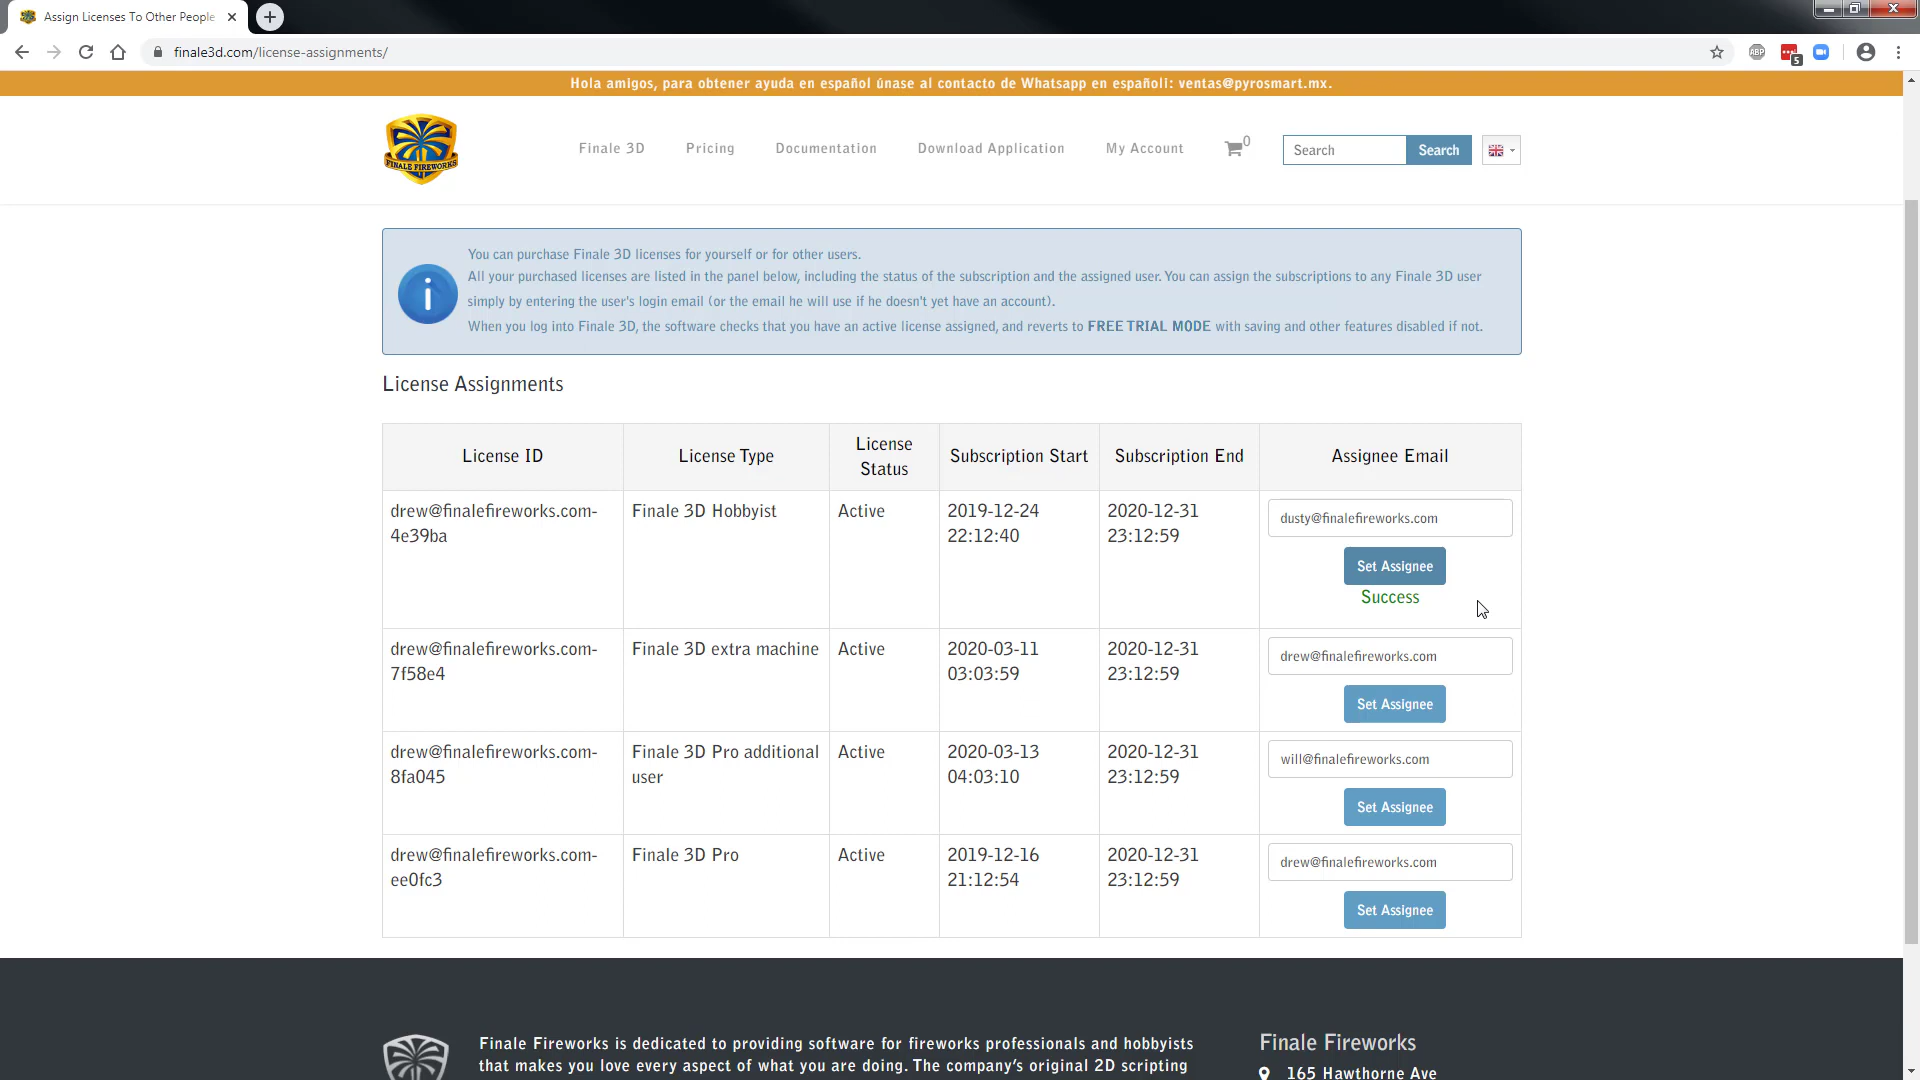 Assign Licenses To Other People
finale3d.com/license-assignments/
ABP
5
Hola amigos, para obtener ayuda en español únase al contacto de Whatsapp en españoli: ventas@pyrosmart.mx.
FINALE FIREWORKS
Finale 3D
Pricing
Documentation
Download Application
My Account
0
Search
Search
You can purchase Finale 3D licenses for yourself or for other users.
All your purchased licenses are listed in the panel below, including the status of the subscription and the assigned user. You can assign the subscriptions to any Finale 3D user
simply by entering the user's login email (or the email he will use if he doesn't yet have an account).
When you log into Finale 3D, the software checks that you have an active license assigned, and reverts to FREE TRIAL MODE with saving and other features disabled if not.
License Assignments
License ID
License Type
License
Status
Subscription Start
Subscription End
Assignee Email
drew@finalefireworks.com-
4e39ba
Finale 3D Hobbyist
Active
2019-12-24
22:12:40
2020-12-31
23:12:59
dusty@finalefireworks.com
Set Assignee
Success
drew@finalefireworks.com-
7f58e4
Finale 3D extra machine
Active
2020-03-11
03:03:59
2020-12-31
23:12:59
drew@finalefireworks.com
Set Assignee
drew@finalefireworks.com-
8fa045
Finale 3D Pro additional
user
Active
2020-03-13
04:03:10
2020-12-31
23:12:59
will@finalefireworks.com
Set Assignee
drew@finalefireworks.com-
ee0fc3
Finale 3D Pro
Active
2019-12-16
21:12:54
2020-12-31
23:12:59
drew@finalefireworks.com
Set Assignee
Finale Fireworks is dedicated to providing software for fireworks professionals and hobbyists
that makes you love every aspect of what you are doing. The company's original 2D scripting
Finale Fireworks
165 Hawthorne Ave